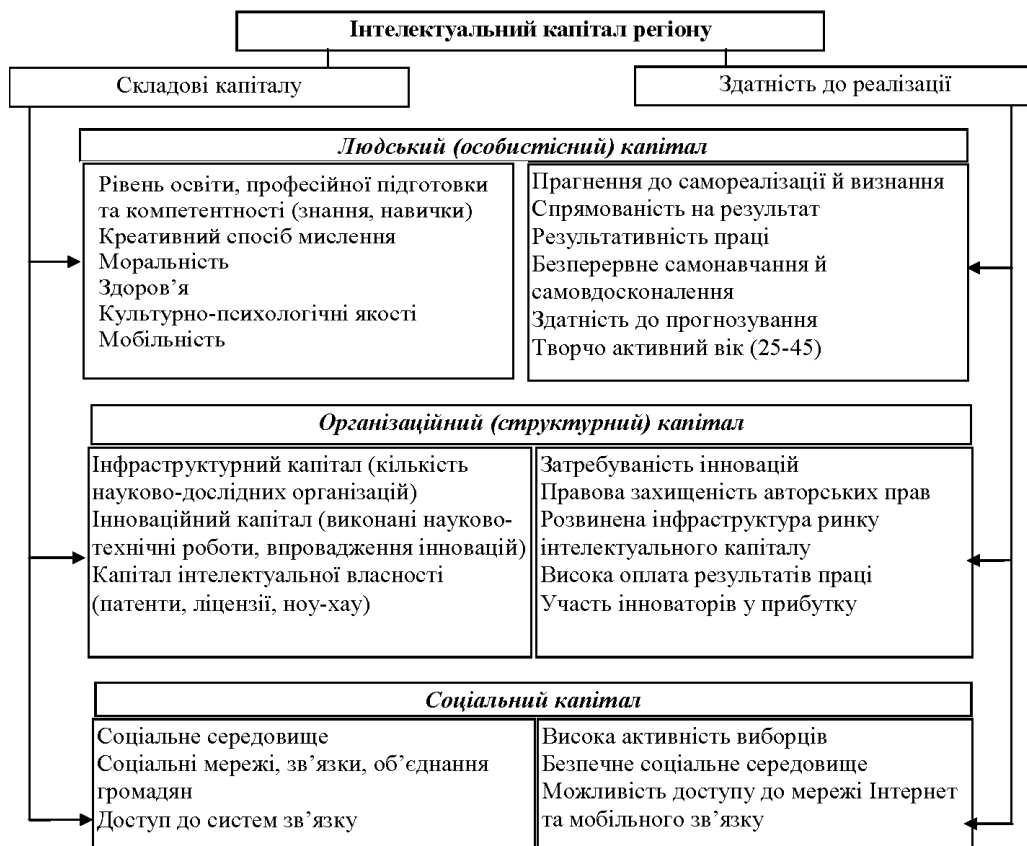 Інтелектуальний капітал регіону
Складові капіталу
Здатність до реалізації
Людський (особистісний) капітал
Рівень освіти, професійної підготовки
та компетентності (знання, навички)
Креативний спосіб мислення
Моральність
Здоров’я
Культурно-психологічні якості
Мобільність
Прагнення до самореалізації й визнання
Спрямованість на результат
Результативність праці
Безперервне самонавчання й
самовдосконалення
Здатність до прогнозування
Творчо активний вік (25-45)
Організаційний (структурний) капітал
Інфраструктурний капітал (кількість
науково-дослідних організацій)
Інноваційний капітал (виконані науково-
технічні роботи, впровадження інновацій)
Капітал інтелектуальної власності
(патенти, ліцензії, ноу-хау)
Затребуваність інновацій
Правова захищеність авторських прав
Розвинена інфраструктура ринку
інтелектуального капіталу
Висока оплата результатів праці
Участь інноваторів у прибутку
Соціальний капітал
Соціальне середовище
Соціальні мережі, зв’язки, об’єднання
громадян
Доступ до систем зв’язку
Висока активність виборців
Безпечне соціальне середовище
Можливість доступу до мережі Інтернет
та мобільного зв’язку